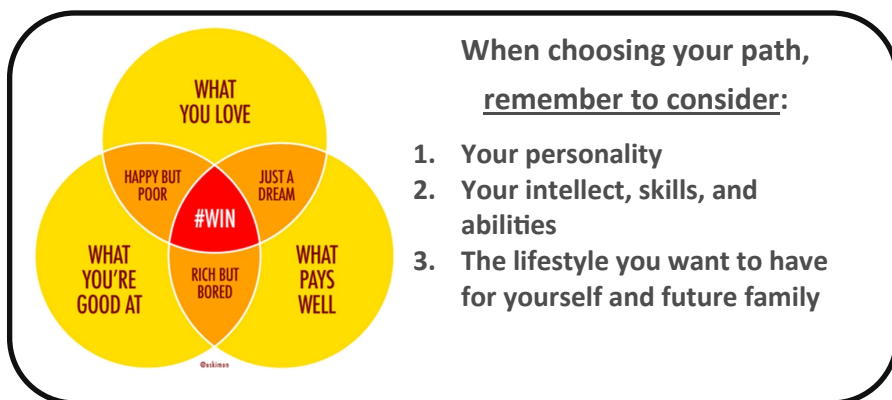 WHAT
YOU LOVE
HAPPY BUT
POOR
JUST A
DREAM
#WIN
WHAT
YOU'RE
GOOD AT
RICH BUT
BORED
WHAT
PAYS
WELL
@uskimon
When choosing your path,
remember to consider:
1. Your personality
2. Your intellect, skills, and
abilities
3. The lifestyle you want to have
for yourself and future family